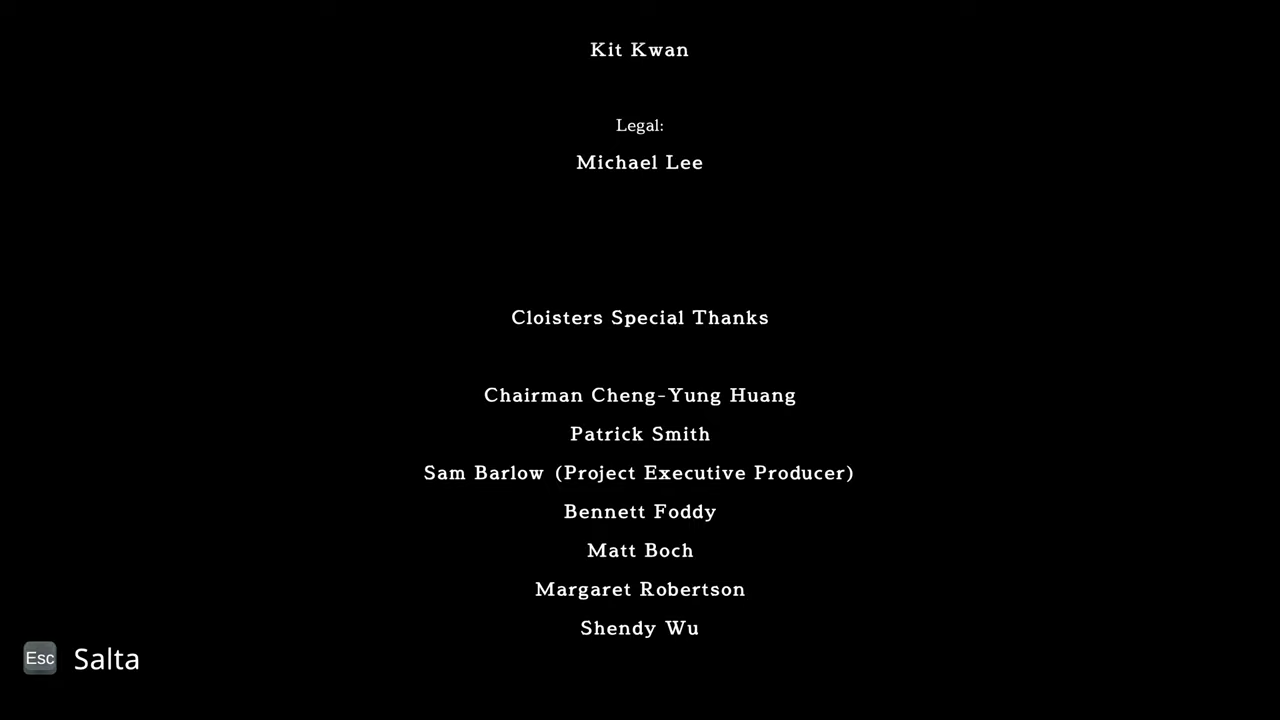 Kit Kwan
Legal:
Michael Lee
Cloisters Special Thanks
Chairman Cheng-Yung Huang
Patrick Smith
Sam Barlow (Project Executive Producer)
Bennett Foddy
Matt Boch
Margaret Robertson
Shendy Wu
Esc Salta